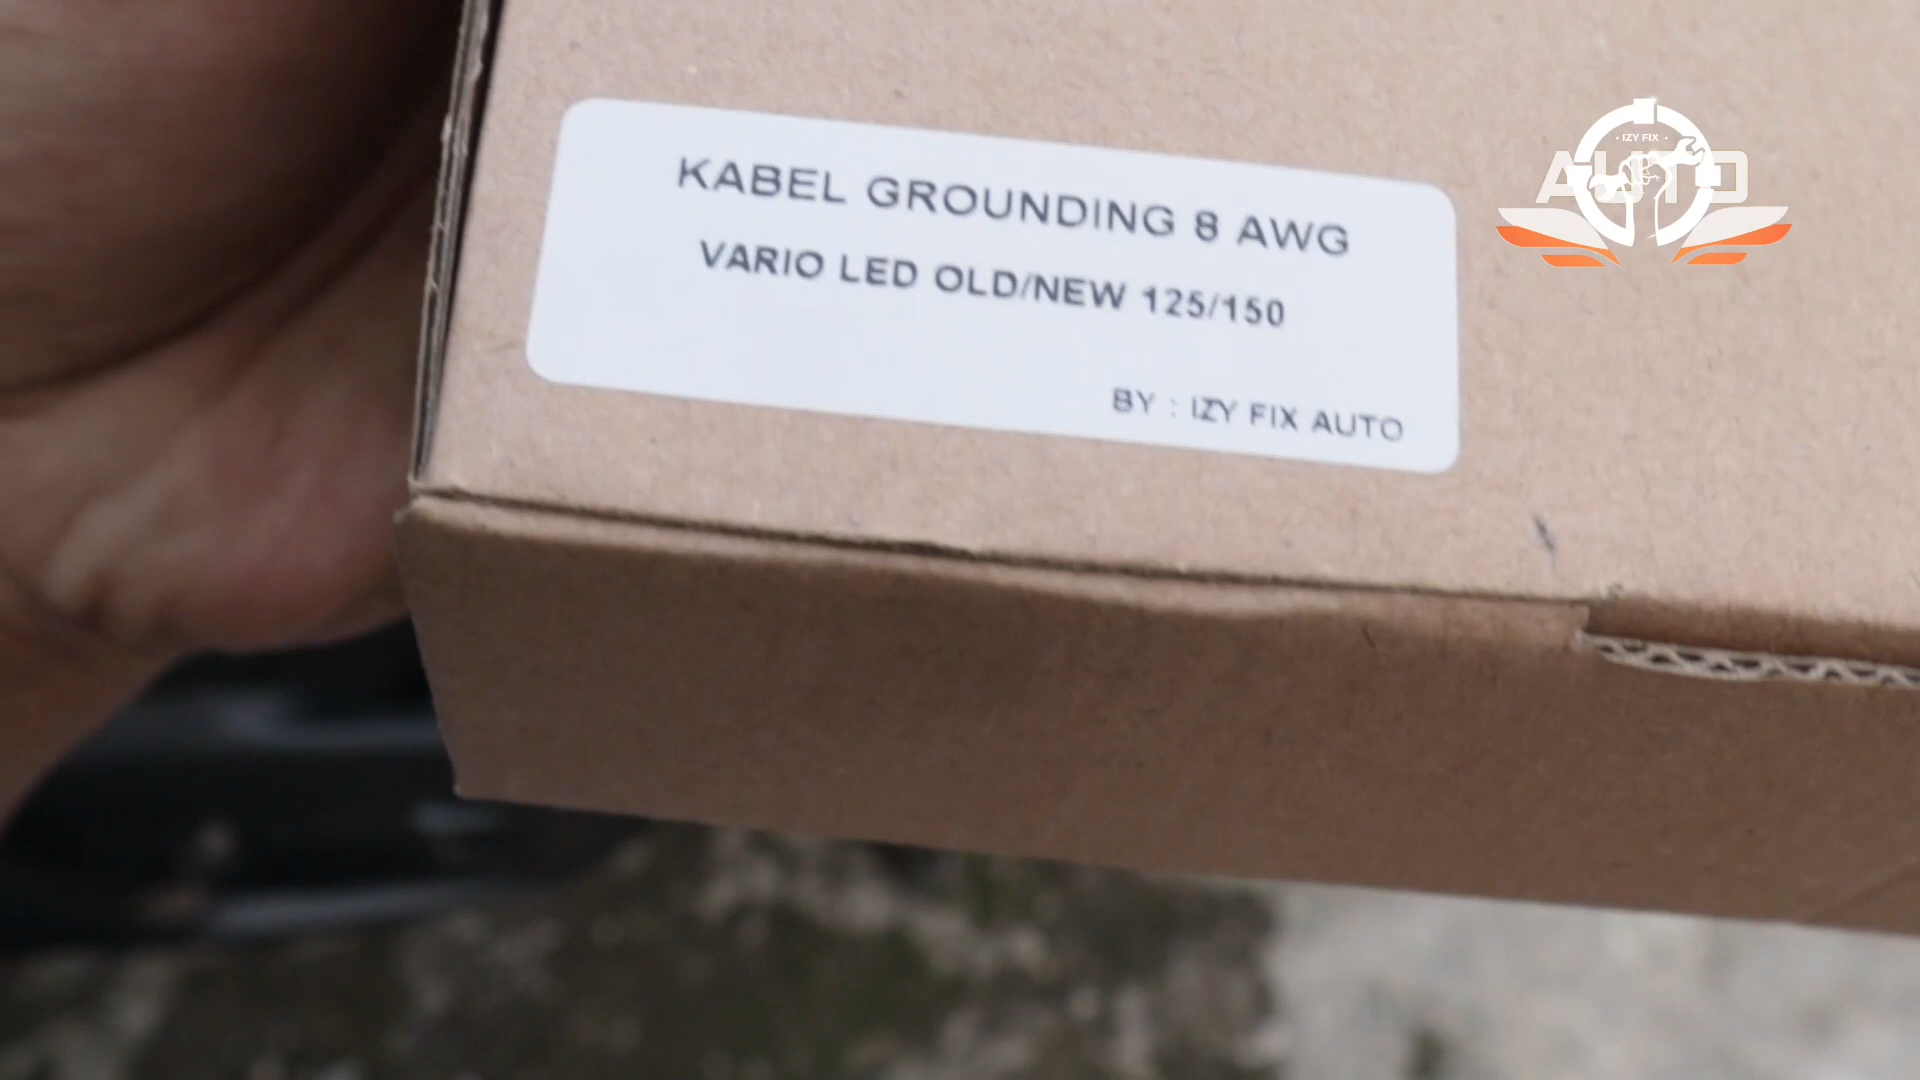 KABEL GROUNDING 8 AWG
VARIO LED OLD/NEW 125/150
BY : IZY FIX AUTO
• IZY FIX •
AUTO